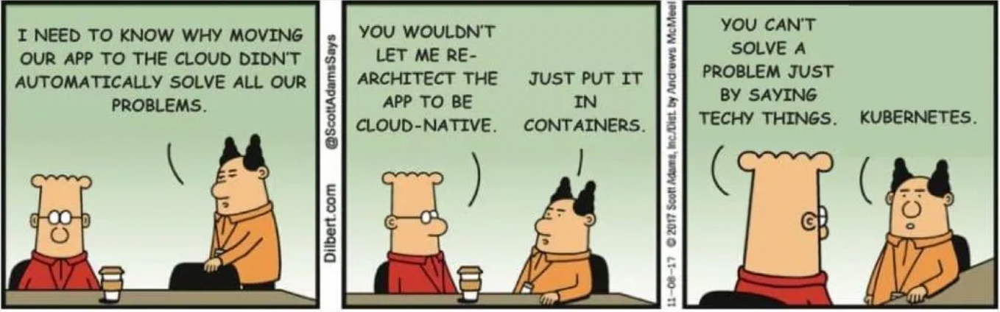 I NEED TO KNOW WHY MOVING
OUR APP TO THE CLOUD DIDN'T
AUTOMATICALLY SOLVE ALL OUR
PROBLEMS.
Dilbert.com @ScottAdamsSays
YOU WOULDN'T
LET ME RE-
ARCHITECT THE
APP TO BE
CLOUD-NATIVE.
JUST PUT IT
IN
CONTAINERS.
11-08-17 © 2017 Scott Adams, Inc./Dist. by Andrews McMeel
YOU CAN'T
SOLVE A
PROBLEM JUST
BY SAYING
TECHY THINGS.
KUBERNETES.